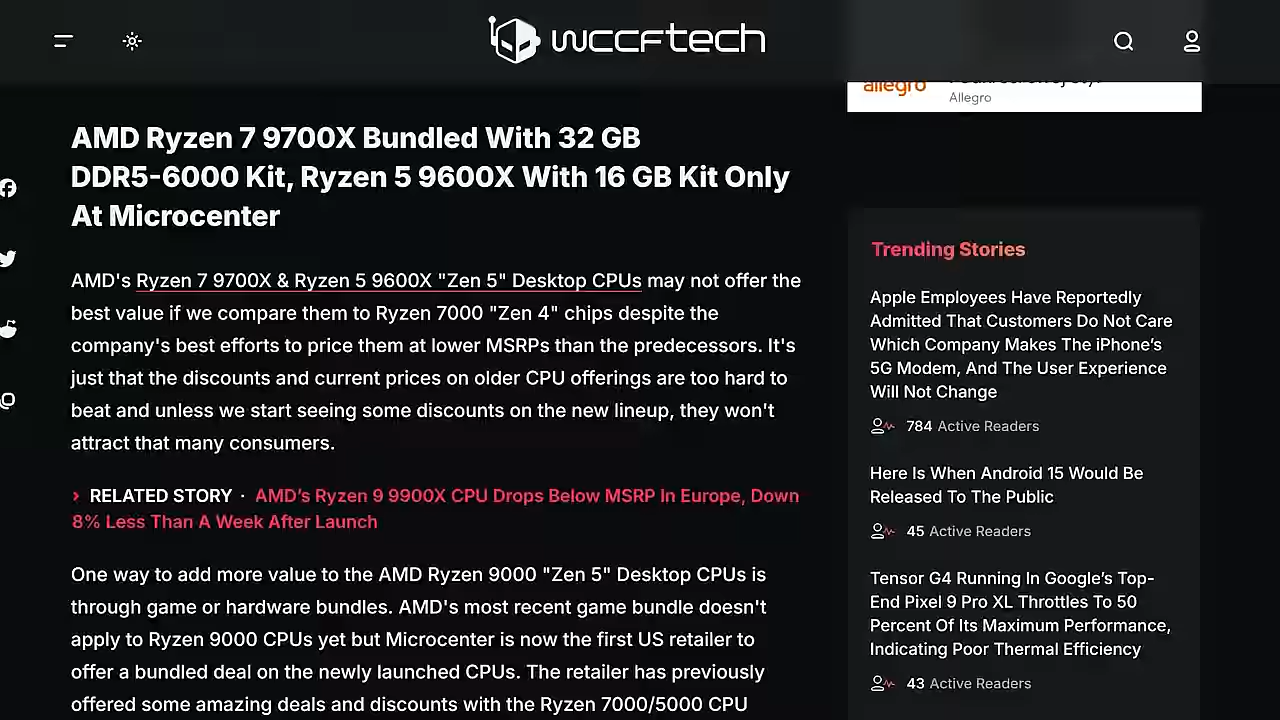 wccftech
allegro
Allegro
AMD Ryzen 7 9700X Bundled With 32 GB
DDR5-6000 Kit, Ryzen 5 9600X With 16 GB Kit Only
At Microcenter
AMD's Ryzen 7 9700X & Ryzen 5 9600X "Zen 5" Desktop CPUs may not offer the
best value if we compare them to Ryzen 7000 "Zen 4" chips despite the
company's best efforts to price them at lower MSRPs than the predecessors. It's
just that the discounts and current prices on older CPU offerings are too hard to
beat and unless we start seeing some discounts on the new lineup, they won't
attract that many consumers.
RELATED STORY · AMD's Ryzen 9 9900X CPU Drops Below MSRP In Europe, Down
8% Less Than A Week After Launch
One way to add more value to the AMD Ryzen 9000 "Zen 5" Desktop CPUs is
through game or hardware bundles. AMD's most recent game bundle doesn't
apply to Ryzen 9000 CPUs yet but Microcenter is now the first US retailer to
offer a bundled deal on the newly launched CPUs. The retailer has previously
offered some amazing deals and discounts with the Ryzen 7000/5000 CPU
Trending Stories
Apple Employees Have Reportedly
Admitted That Customers Do Not Care
Which Company Makes The iPhone's
5G Modem, And The User Experience
Will Not Change
784 Active Readers
Here Is When Android 15 Would Be
Released To The Public
45 Active Readers
Tensor G4 Running In Google's Top-
End Pixel 9 Pro XL Throttles To 50
Percent Of Its Maximum Performance,
Indicating Poor Thermal Efficiency
43 Active Readers